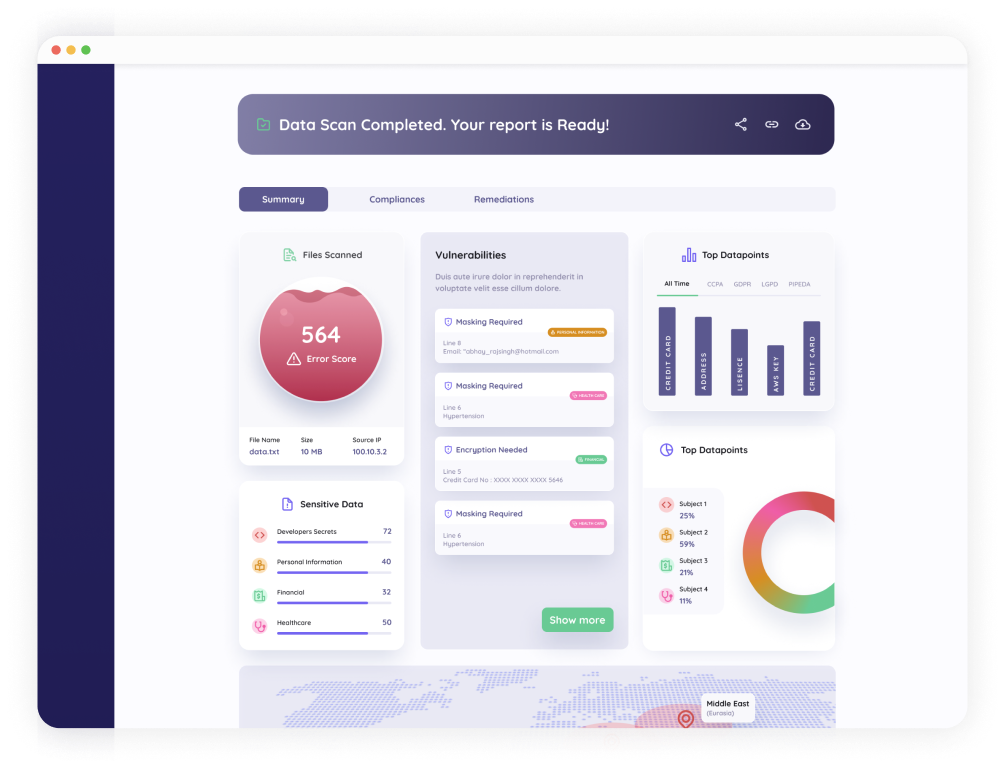 Data Scan Completed. Your report is Ready!
Summary
Compliances
Remediations
Files Scanned
564
Error Score
File Name
Size
Source IP
data.txt
10 MB
100.10.3.2
Sensitive Data
Developers Secrets
72
Personal Information
40
Financial
32
Healthcare
50
Vulnerabilities
Duis aute irure dolor in reprehenderit in
voluptate velit esse cillum dolore.
Masking Required
PERSONAL INFORMATION
Line 8
Email: "abhay_rajsingh@hotmail.com
Masking Required
HEALTH CARE
Line 6
Hypertension
Encryption Needed
FINANCIAL
Line 5
Credit Card No : XXXX XXXX XXXX 5646
Masking Required
HEALTH CARE
Line 6
Hypertension
Show more
Top Datapoints
All Time
CCPA
GDPR
LGPD
PIPEDA
CREDIT CARD
ADDRESS
LISENCE
AWS KEY
CREDIT CARD
Top Datapoints
Subject 1
25%
Subject 2
59%
Subject 3
21%
Subject 4
11%
Middle East
(Eurasia)